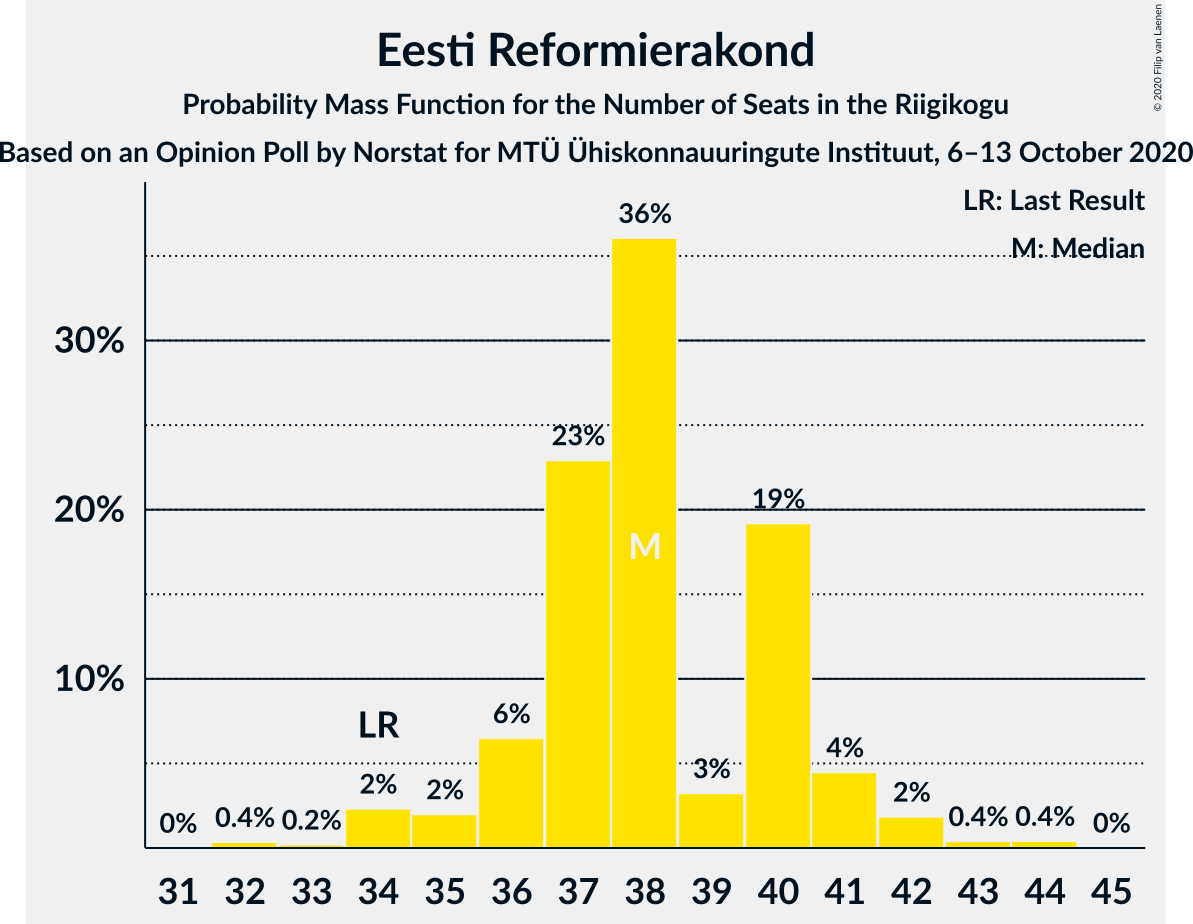 Eesti Reformierakond
Probability Mass Function for the Number of Seats in the Riigikogu
Based on an Opinion Poll by Norstat for MTÜ Ühiskonnauuringute Instituut, 6–13 October 2020
© 2020 Filip van Laenen
LR: Last Result
M: Median
36%
30%
23%
20%
19%
M
10%
LR
6%
4%
3%
2%
2%
2%
0%
0.4%
0.2%
0.4%
0.4%
0%
31 32 33 34 35 36 37 38 39 40 41 42 43 44 45